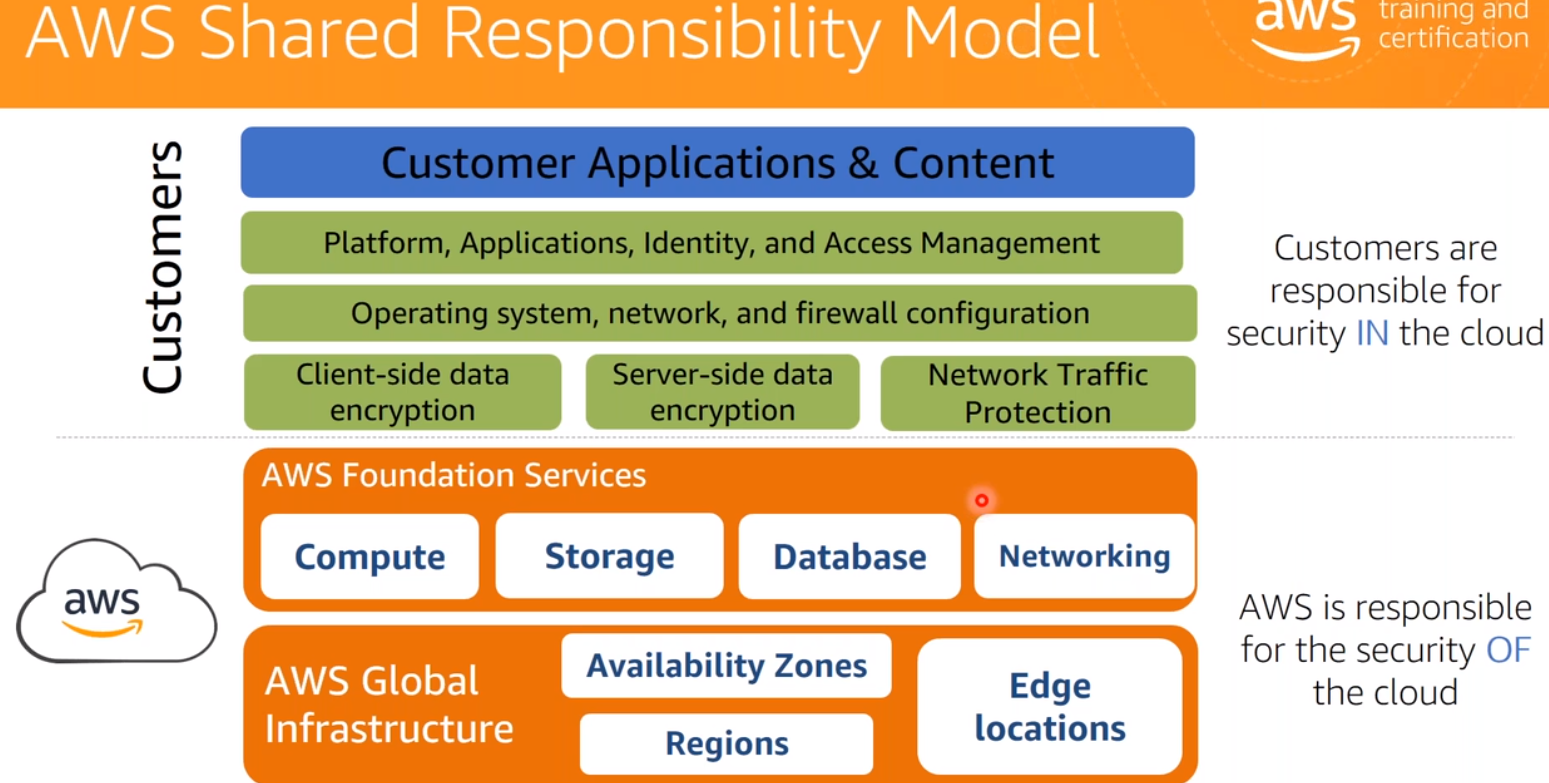 AWS Shared Responsibility Model
aws
training and
certification
Customers
Customer Applications & Content
Platform, Applications, Identity, and Access Management
Operating system, network, and firewall configuration
Client-side data
encryption
Server-side data
encryption
Network Traffic
Protection
Customers are
responsible for
security IN the cloud
aws
AWS Foundation Services
Compute
Storage
Database
Networking
AWS Global
Infrastructure
Availability Zones
Regions
Edge
locations
AWS is responsible
for the security OF
the cloud